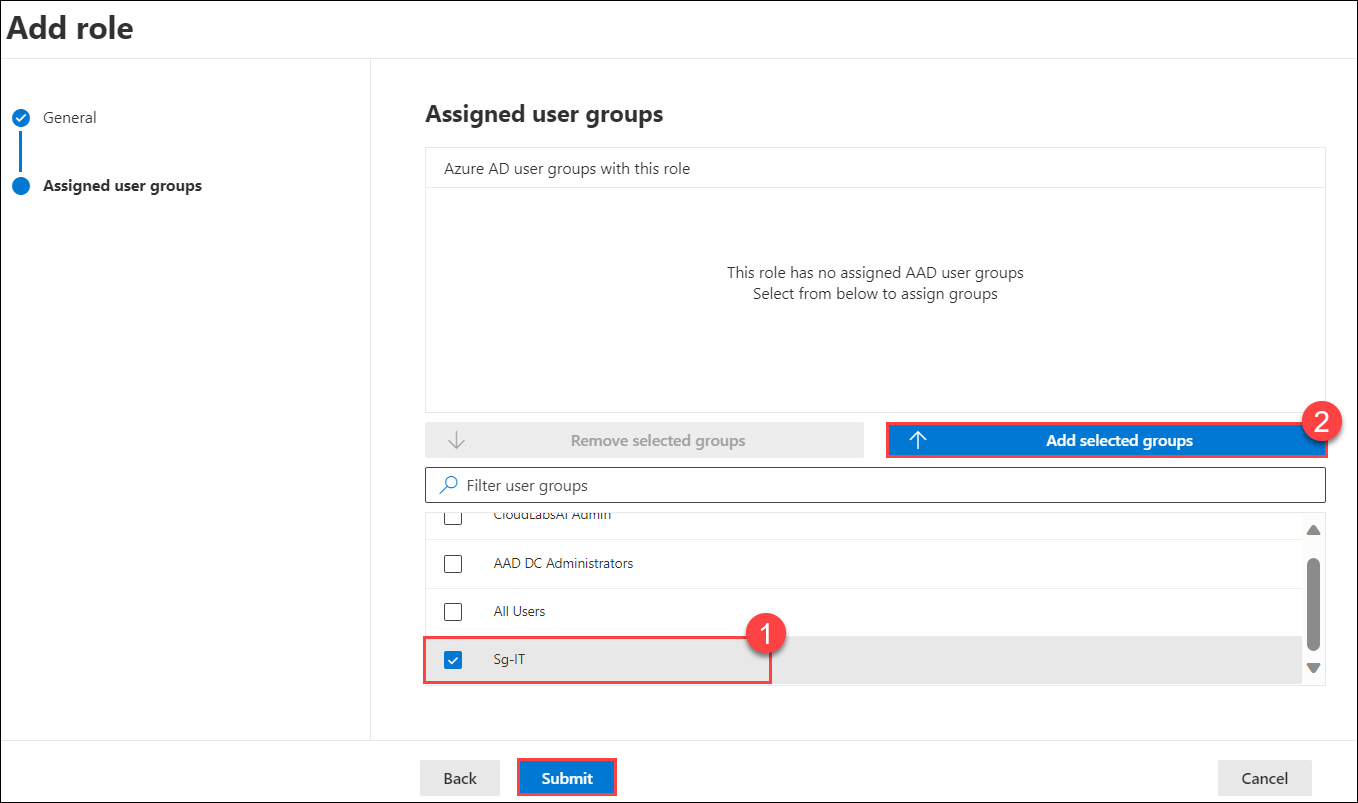 Add role
General
Assigned user groups
Assigned user groups
Azure AD user groups with this role
This role has no assigned AAD user groups
Select from below to assign groups
Remove selected groups
Add selected groups
2
Filter user groups
CloudLabsAI Admin
AAD DC Administrators
All Users
1
Sg-IT
Back
Submit
Cancel